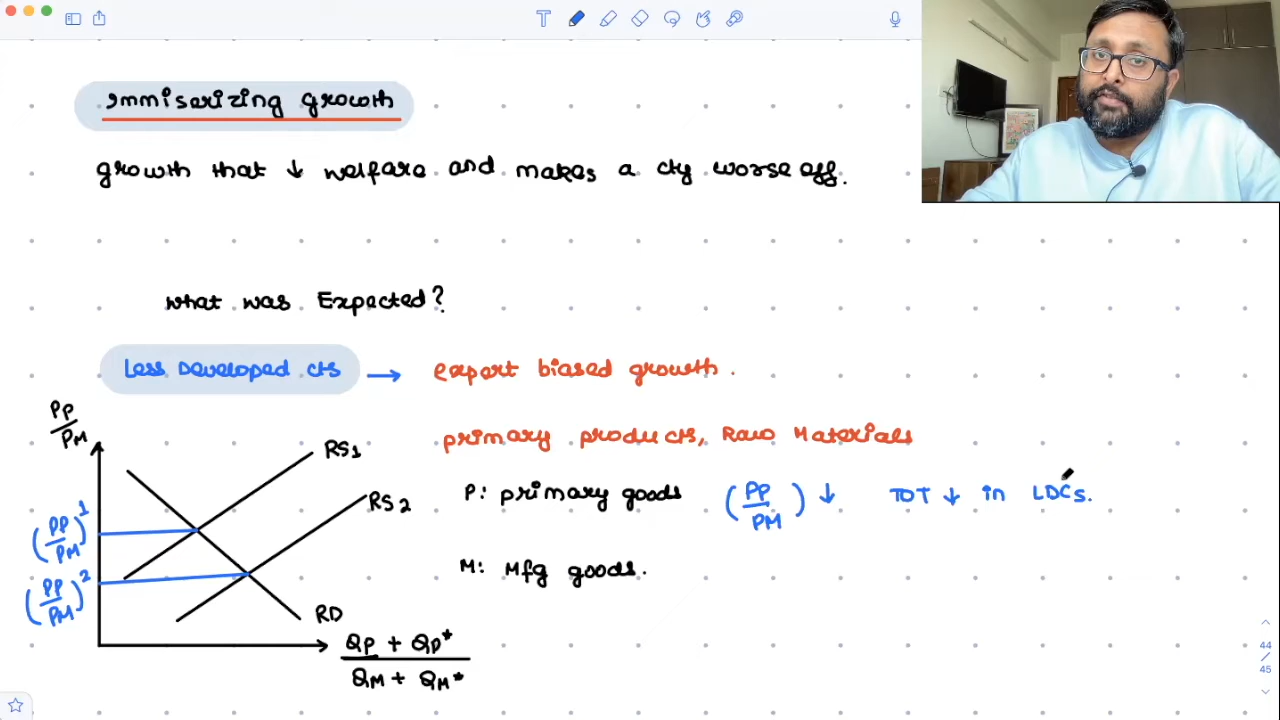 Immiserizing growth
growth that ↓ welfare and makes a cty worse off.
what was Expected?
Less Developed cts → export biased growth.
primary products, Raw Materials
PP/PM
RS1
P: primary goods (PP/PM) ↓ TOT ↓ in LDCs.
RS2
(PP/PM)1
M: Mfg goods.
(PP/PM)2
RD
QP + QP*
QM + QM*
44
/
45